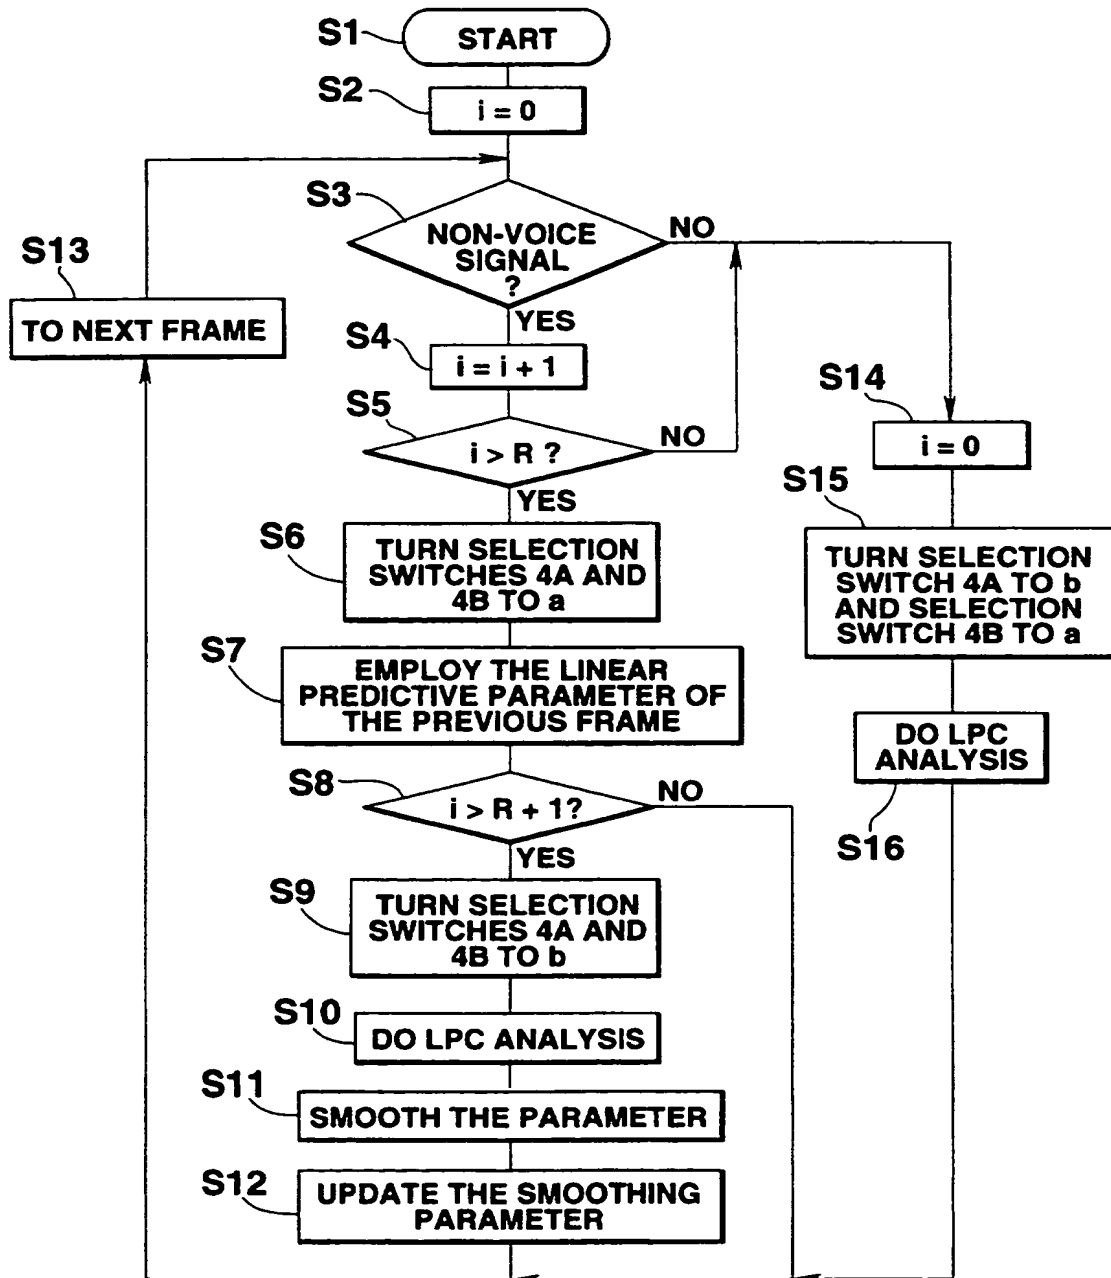 S1
START
S2
i = 0
S3
NON-VOICE
SIGNAL
?
NO
YES
S13
TO NEXT FRAME
S4
i = i + 1
S5
i > R ?
NO
YES
S14
i = 0
S15
TURN SELECTION
SWITCH 4A TO b
AND SELECTION
SWITCH 4B TO a
S6
TURN SELECTION
SWITCHES 4A AND
4B TO a
S7
EMPLOY THE LINEAR
PREDICTIVE PARAMETER OF
THE PREVIOUS FRAME
DO LPC
ANALYSIS
S16
S8
i > R + 1?
NO
YES
S9
TURN SELECTION
SWITCHES 4A AND
4B TO b
S10
DO LPC ANALYSIS
S11
SMOOTH THE PARAMETER
S12
UPDATE THE SMOOTHING
PARAMETER